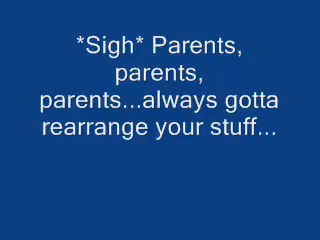 *Sigh* Parents,
parents,
parents...always gotta
rearrange your stuff...